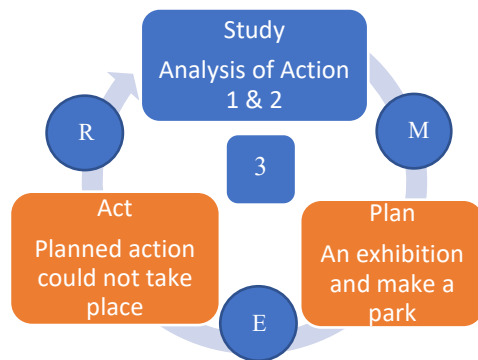 Study
Analysis of Action
1 & 2
R
M
3
Act
Planned action
could not take
place
Plan
An exhibition
and make a
park
E